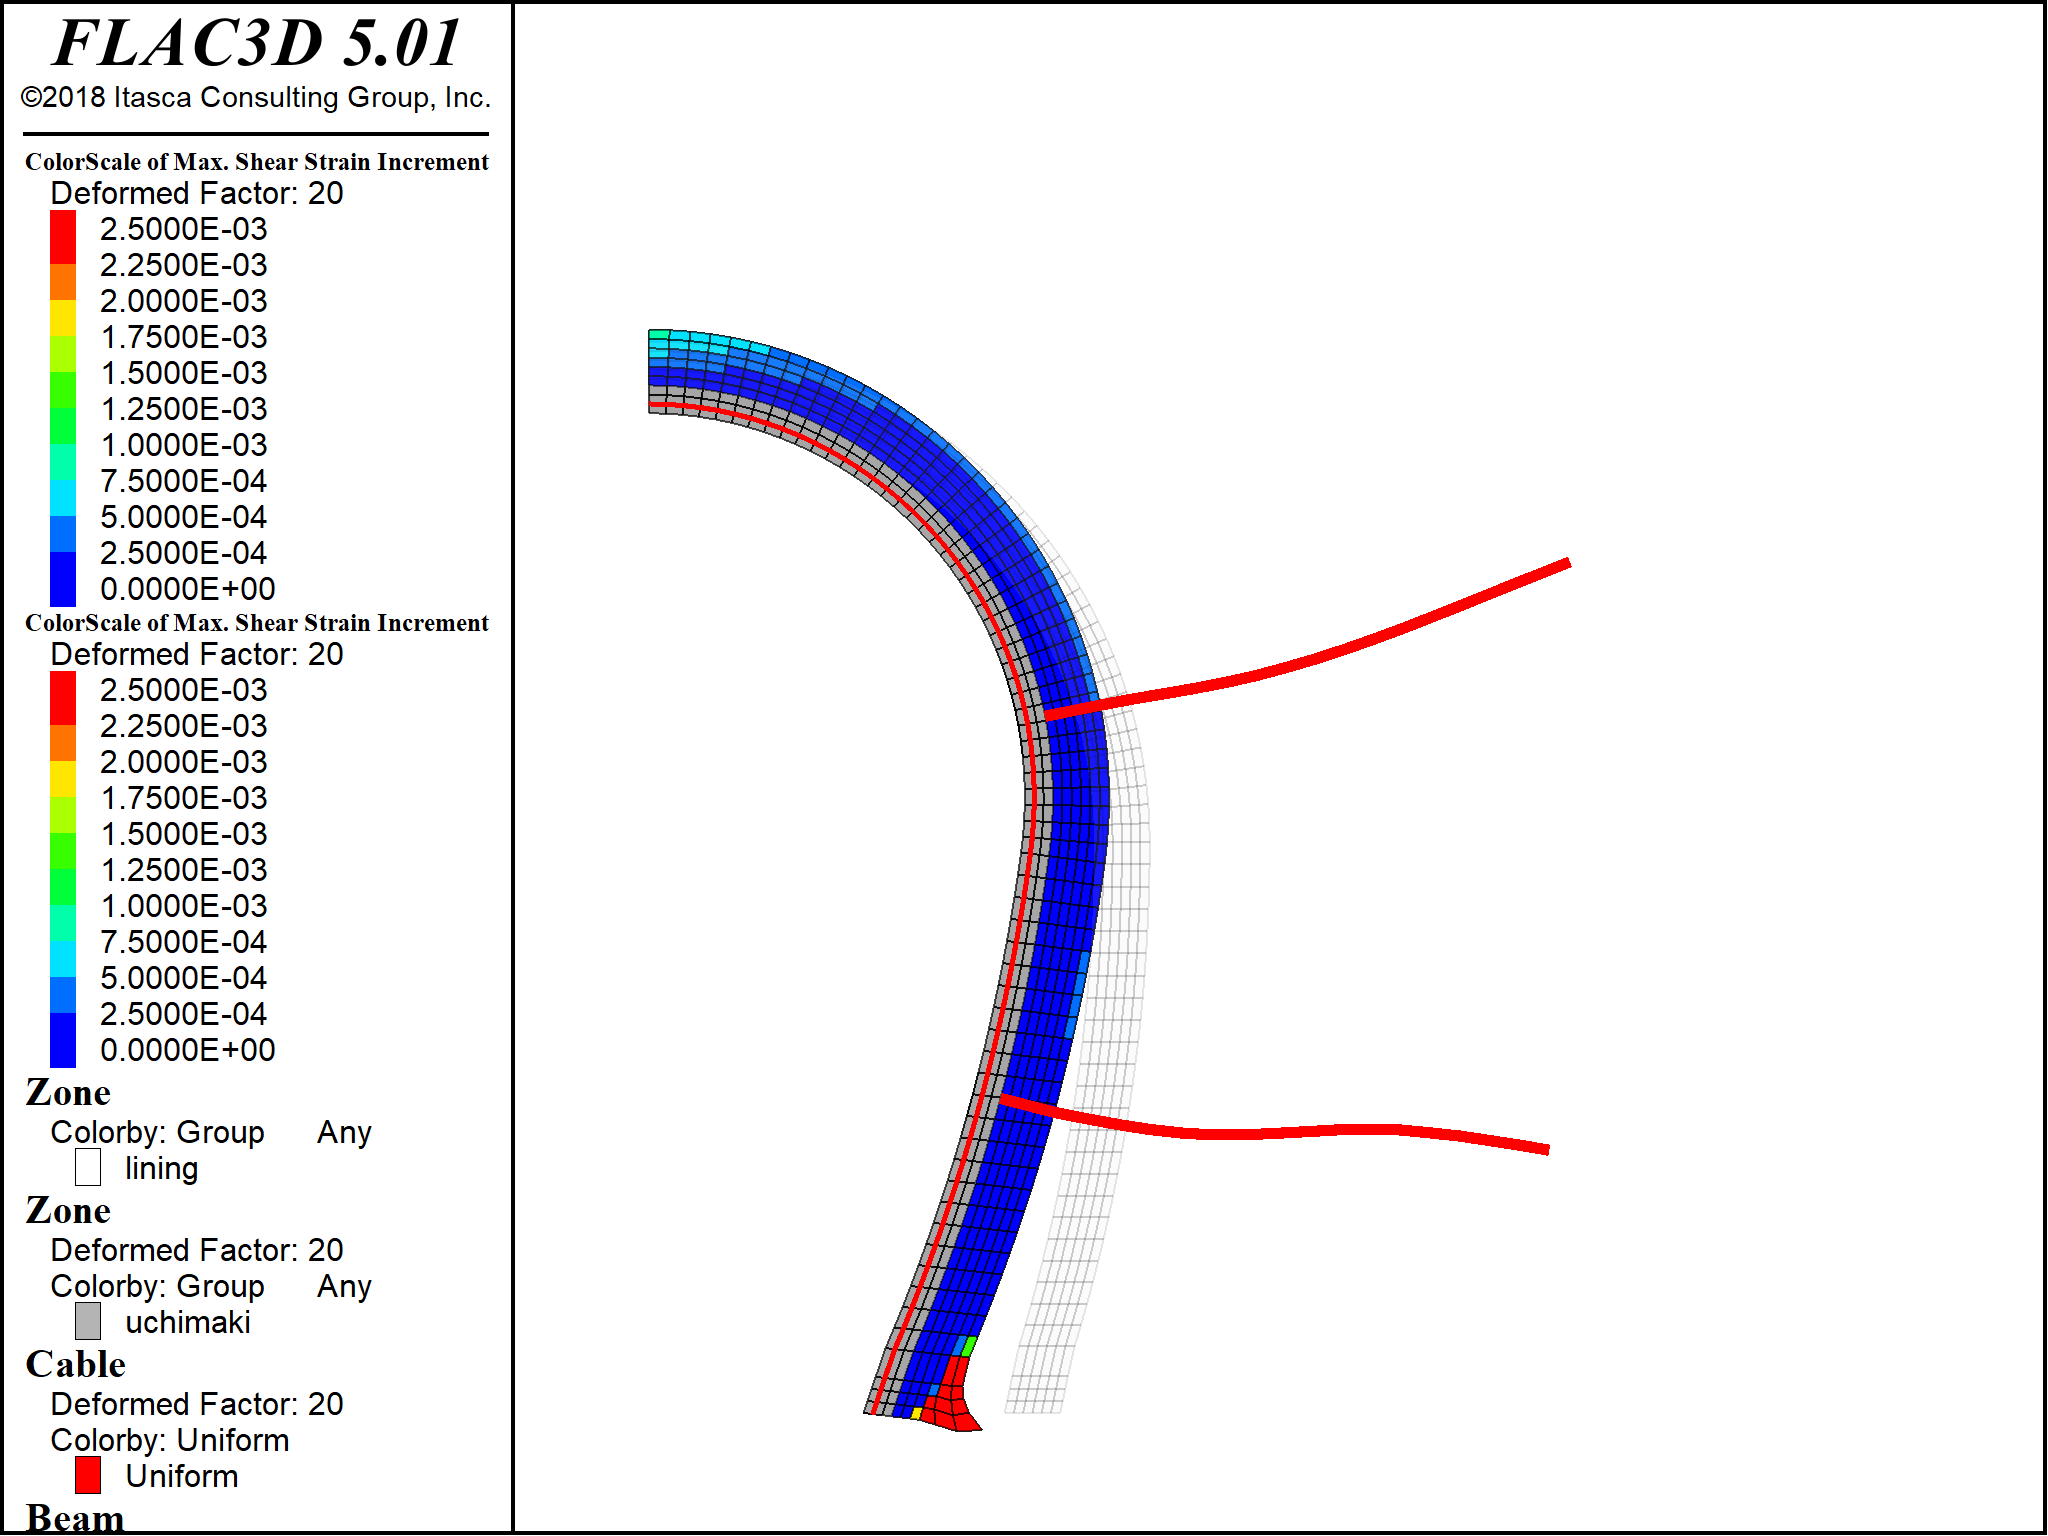 FLAC3D 5.01
©2018 Itasca Consulting Group, Inc.
ColorScale of Max. Shear Strain Increment
Deformed Factor: 20
2.5000E-03
2.2500E-03
2.0000E-03
1.7500E-03
1.5000E-03
1.2500E-03
1.0000E-03
7.5000E-04
5.0000E-04
2.5000E-04
0.0000E+00
ColorScale of Max. Shear Strain Increment
Deformed Factor: 20
2.5000E-03
2.2500E-03
2.0000E-03
1.7500E-03
1.5000E-03
1.2500E-03
1.0000E-03
7.5000E-04
5.0000E-04
2.5000E-04
0.0000E+00
Zone
Colorby: Group Any
lining
Zone
Deformed Factor: 20
Colorby: Group Any
uchimaki
Cable
Deformed Factor: 20
Colorby: Uniform
Uniform
Beam